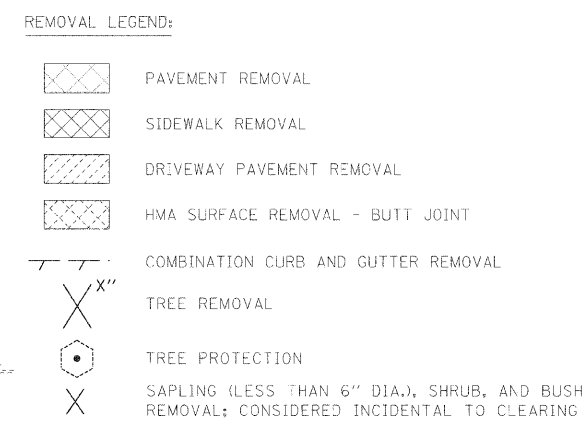 REMOVAL LEGEND:
PAVEMENT REMOVAL
SIDEWALK REMOVAL
DRIVEWAY PAVEMENT REMOVAL
HMA SURFACE REMOVAL - BUTT JOINT
COMBINATION CURB AND GUTTER REMOVAL
X"
TREE REMOVAL
TREE PROTECTION
SAPLING (LESS THAN 6" DIA.), SHRUB, AND BUSH
REMOVAL; CONSIDERED INCIDENTAL TO CLEARING